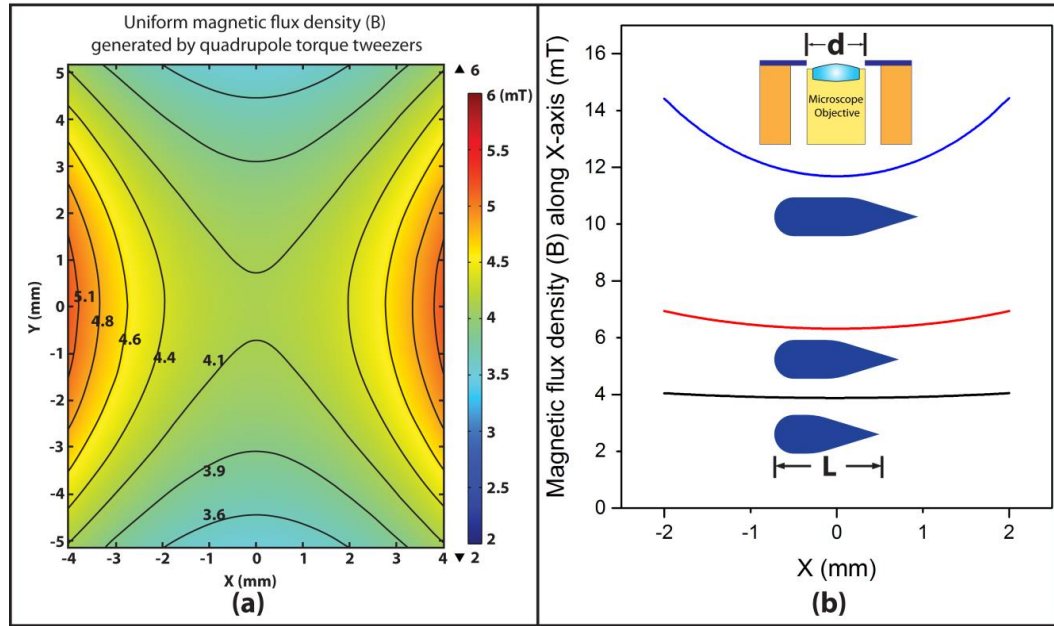 Uniform magnetic flux density (B)
generated by quadrupole torque tweezers
▲ 6
6 (mT)
5.5
5
4.5
4
3.5
3
2.5
2
▼ 2
Y (mm)
5
4
3
2
1
0
-1
-2
-3
-4
-5
5.1
4.8
4.6
4.4
4.1
3.9
3.6
-4 -3 -2 -1 0 1 2 3 4
X (mm)
(a)
Magnetic flux density (B) along X-axis (mT)
16
14
12
10
8
6
4
2
0
d
Microscope
Objective
L
-2 -1 0 1 2
X (mm)
(b)